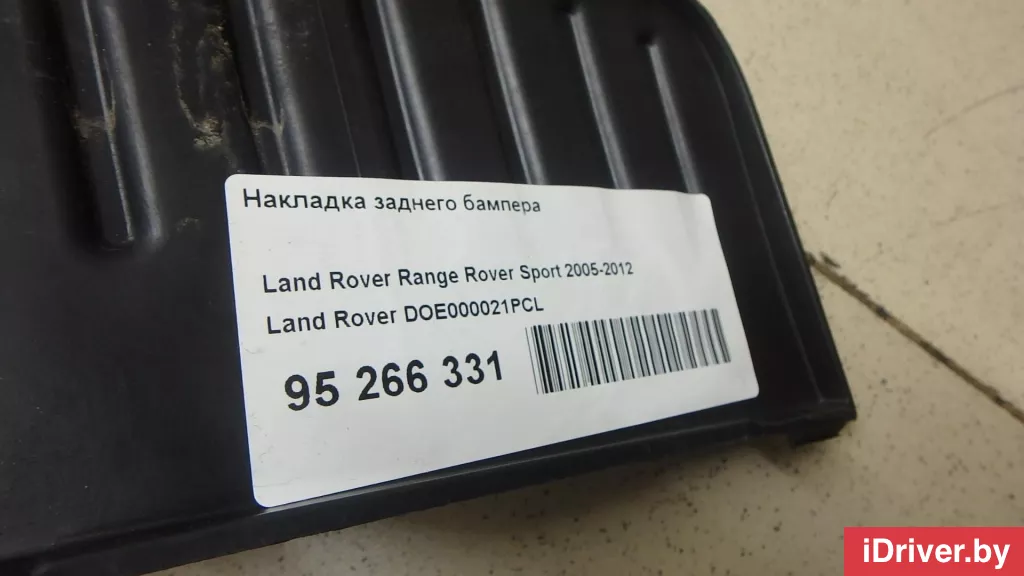 Накладка заднего бампера
Land Rover Range Rover Sport 2005-2012
Land Rover DOE000021PCL
95 266 331
iDriver.by